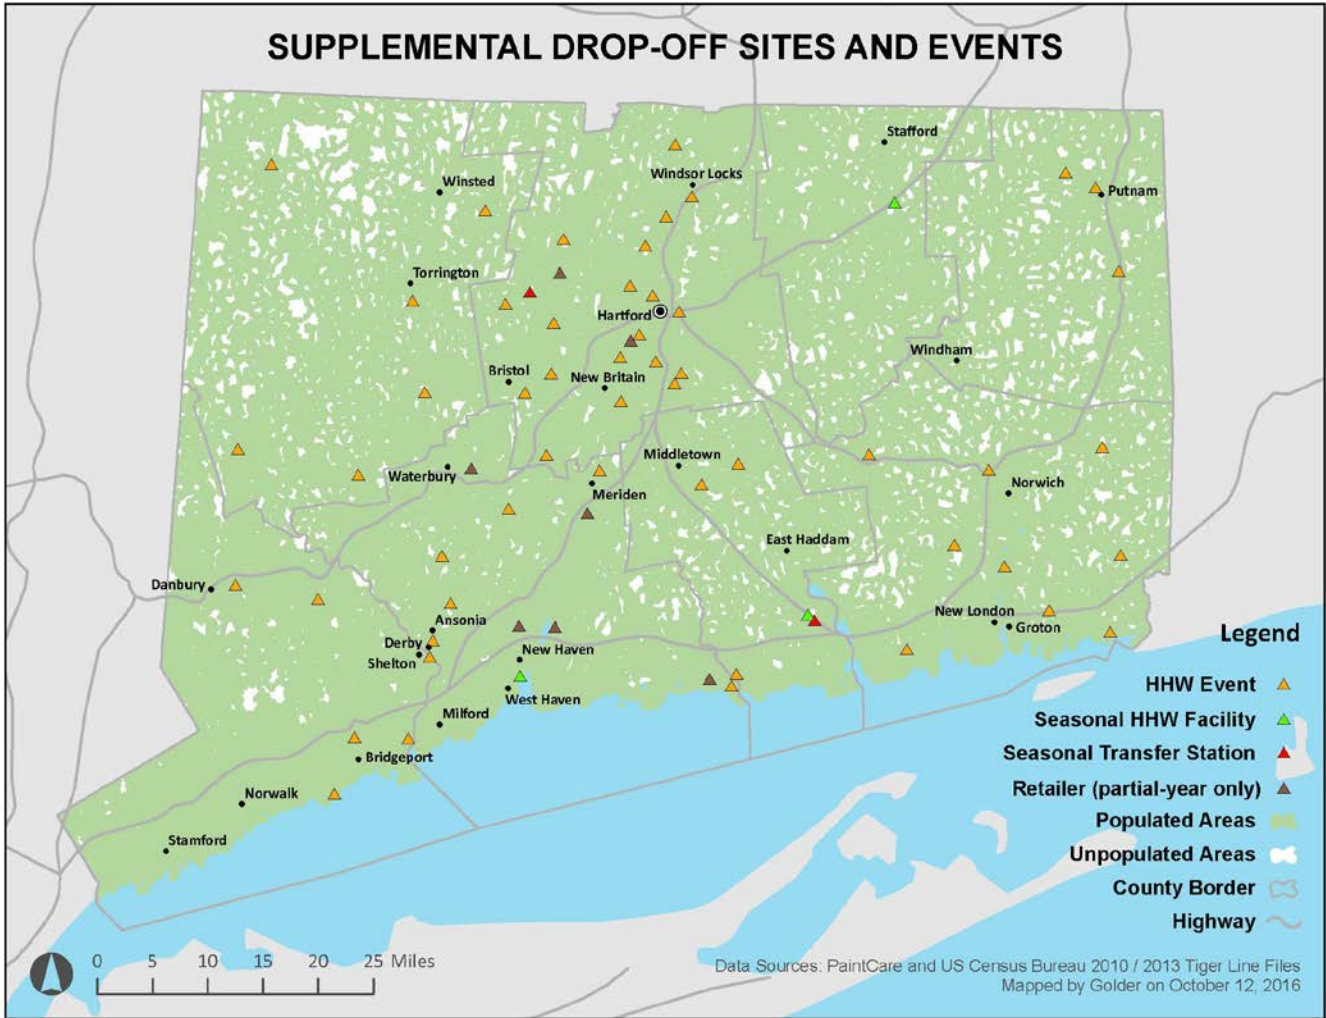 SUPPLEMENTAL DROP-OFF SITES AND EVENTS
Stafford
Windsor Locks
Winsted
Putnam
Torrington
Hartford
Windham
Bristol
New Britain
Middletown
Waterbury
Meriden
Norwich
East Haddam
Danbury
New London
Groton
Ansonia
Derby
Shelton
New Haven
West Haven
Milford
Bridgeport
Norwalk
Stamford
Legend
HHW Event
Seasonal HHW Facility
Seasonal Transfer Station
Retailer (partial-year only)
Populated Areas
Unpopulated Areas
County Border
Highway
0 5 10 15 20 25 Miles
Data Sources: PaintCare and US Census Bureau 2010 / 2013 Tiger Line Files
Mapped by Golder on October 12, 2016